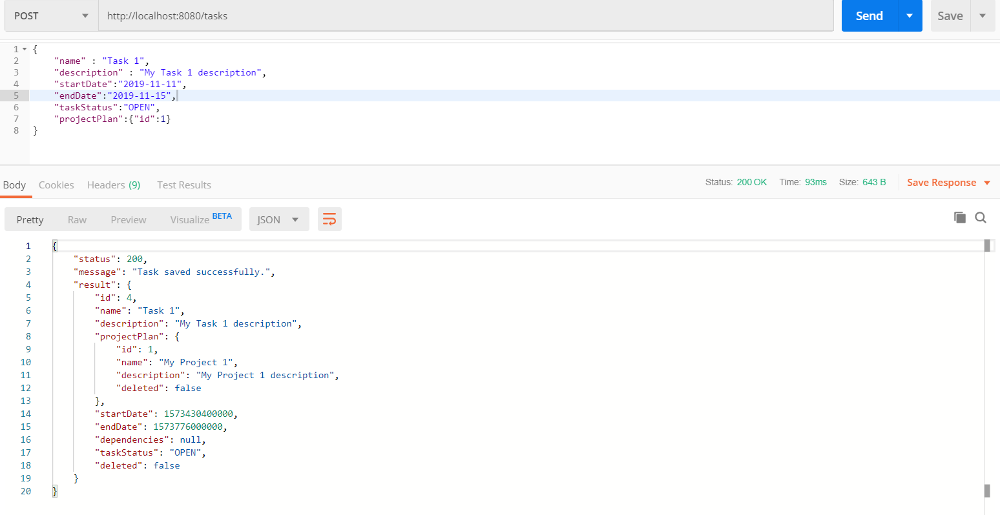 POST http://localhost:8080/tasks Send Save
1 {
2 "name" : "Task 1",
3 "description" : "My Task 1 description",
4 "startDate":"2019-11-11",
5 "endDate":"2019-11-15",
6 "taskStatus":"OPEN",
7 "projectPlan":{"id":1}
8 }
Body Cookies Headers (9) Test Results Status: 200 OK Time: 93ms Size: 643 B Save Response
Pretty Raw Preview Visualize BETA JSON
1 {
2 "status": 200,
3 "message": "Task saved successfully.",
4 "result": {
5 "id": 4,
6 "name": "Task 1",
7 "description": "My Task 1 description",
8 "projectPlan": {
9 "id": 1,
10 "name": "My Project 1",
11 "description": "My Project 1 description",
12 "deleted": false
13 },
14 "startDate": 1573430400000,
15 "endDate": 1573776000000,
16 "dependencies": null,
17 "taskStatus": "OPEN",
18 "deleted": false
19 }
20 }